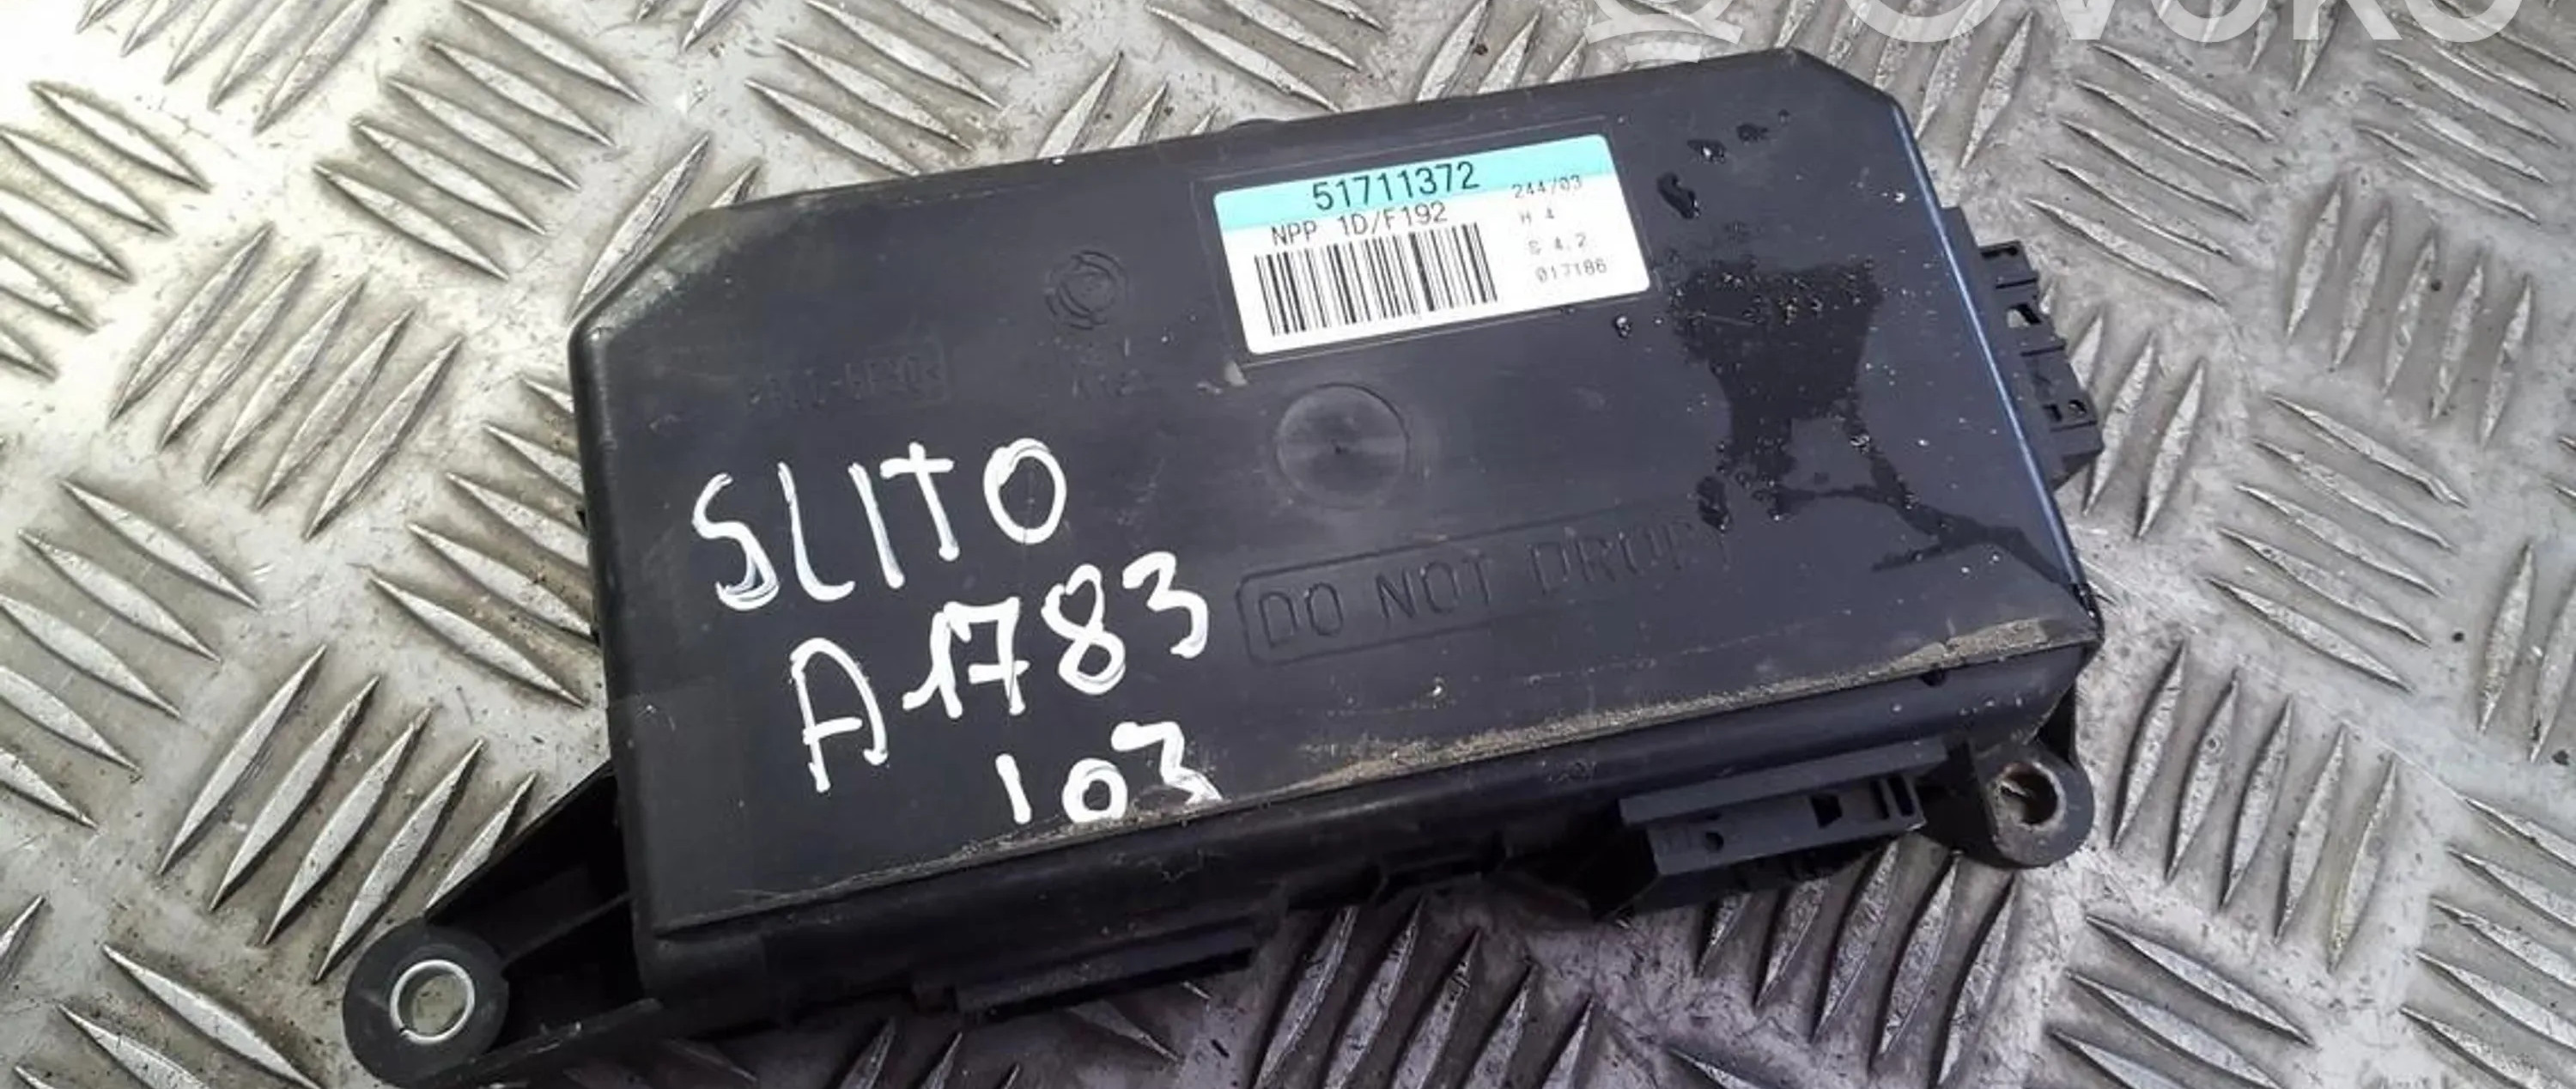 51711372
NPP 1D/F192
244/03
H 4
S 4.2
017186
DO NOT DROP!
SLITO
A1783
103